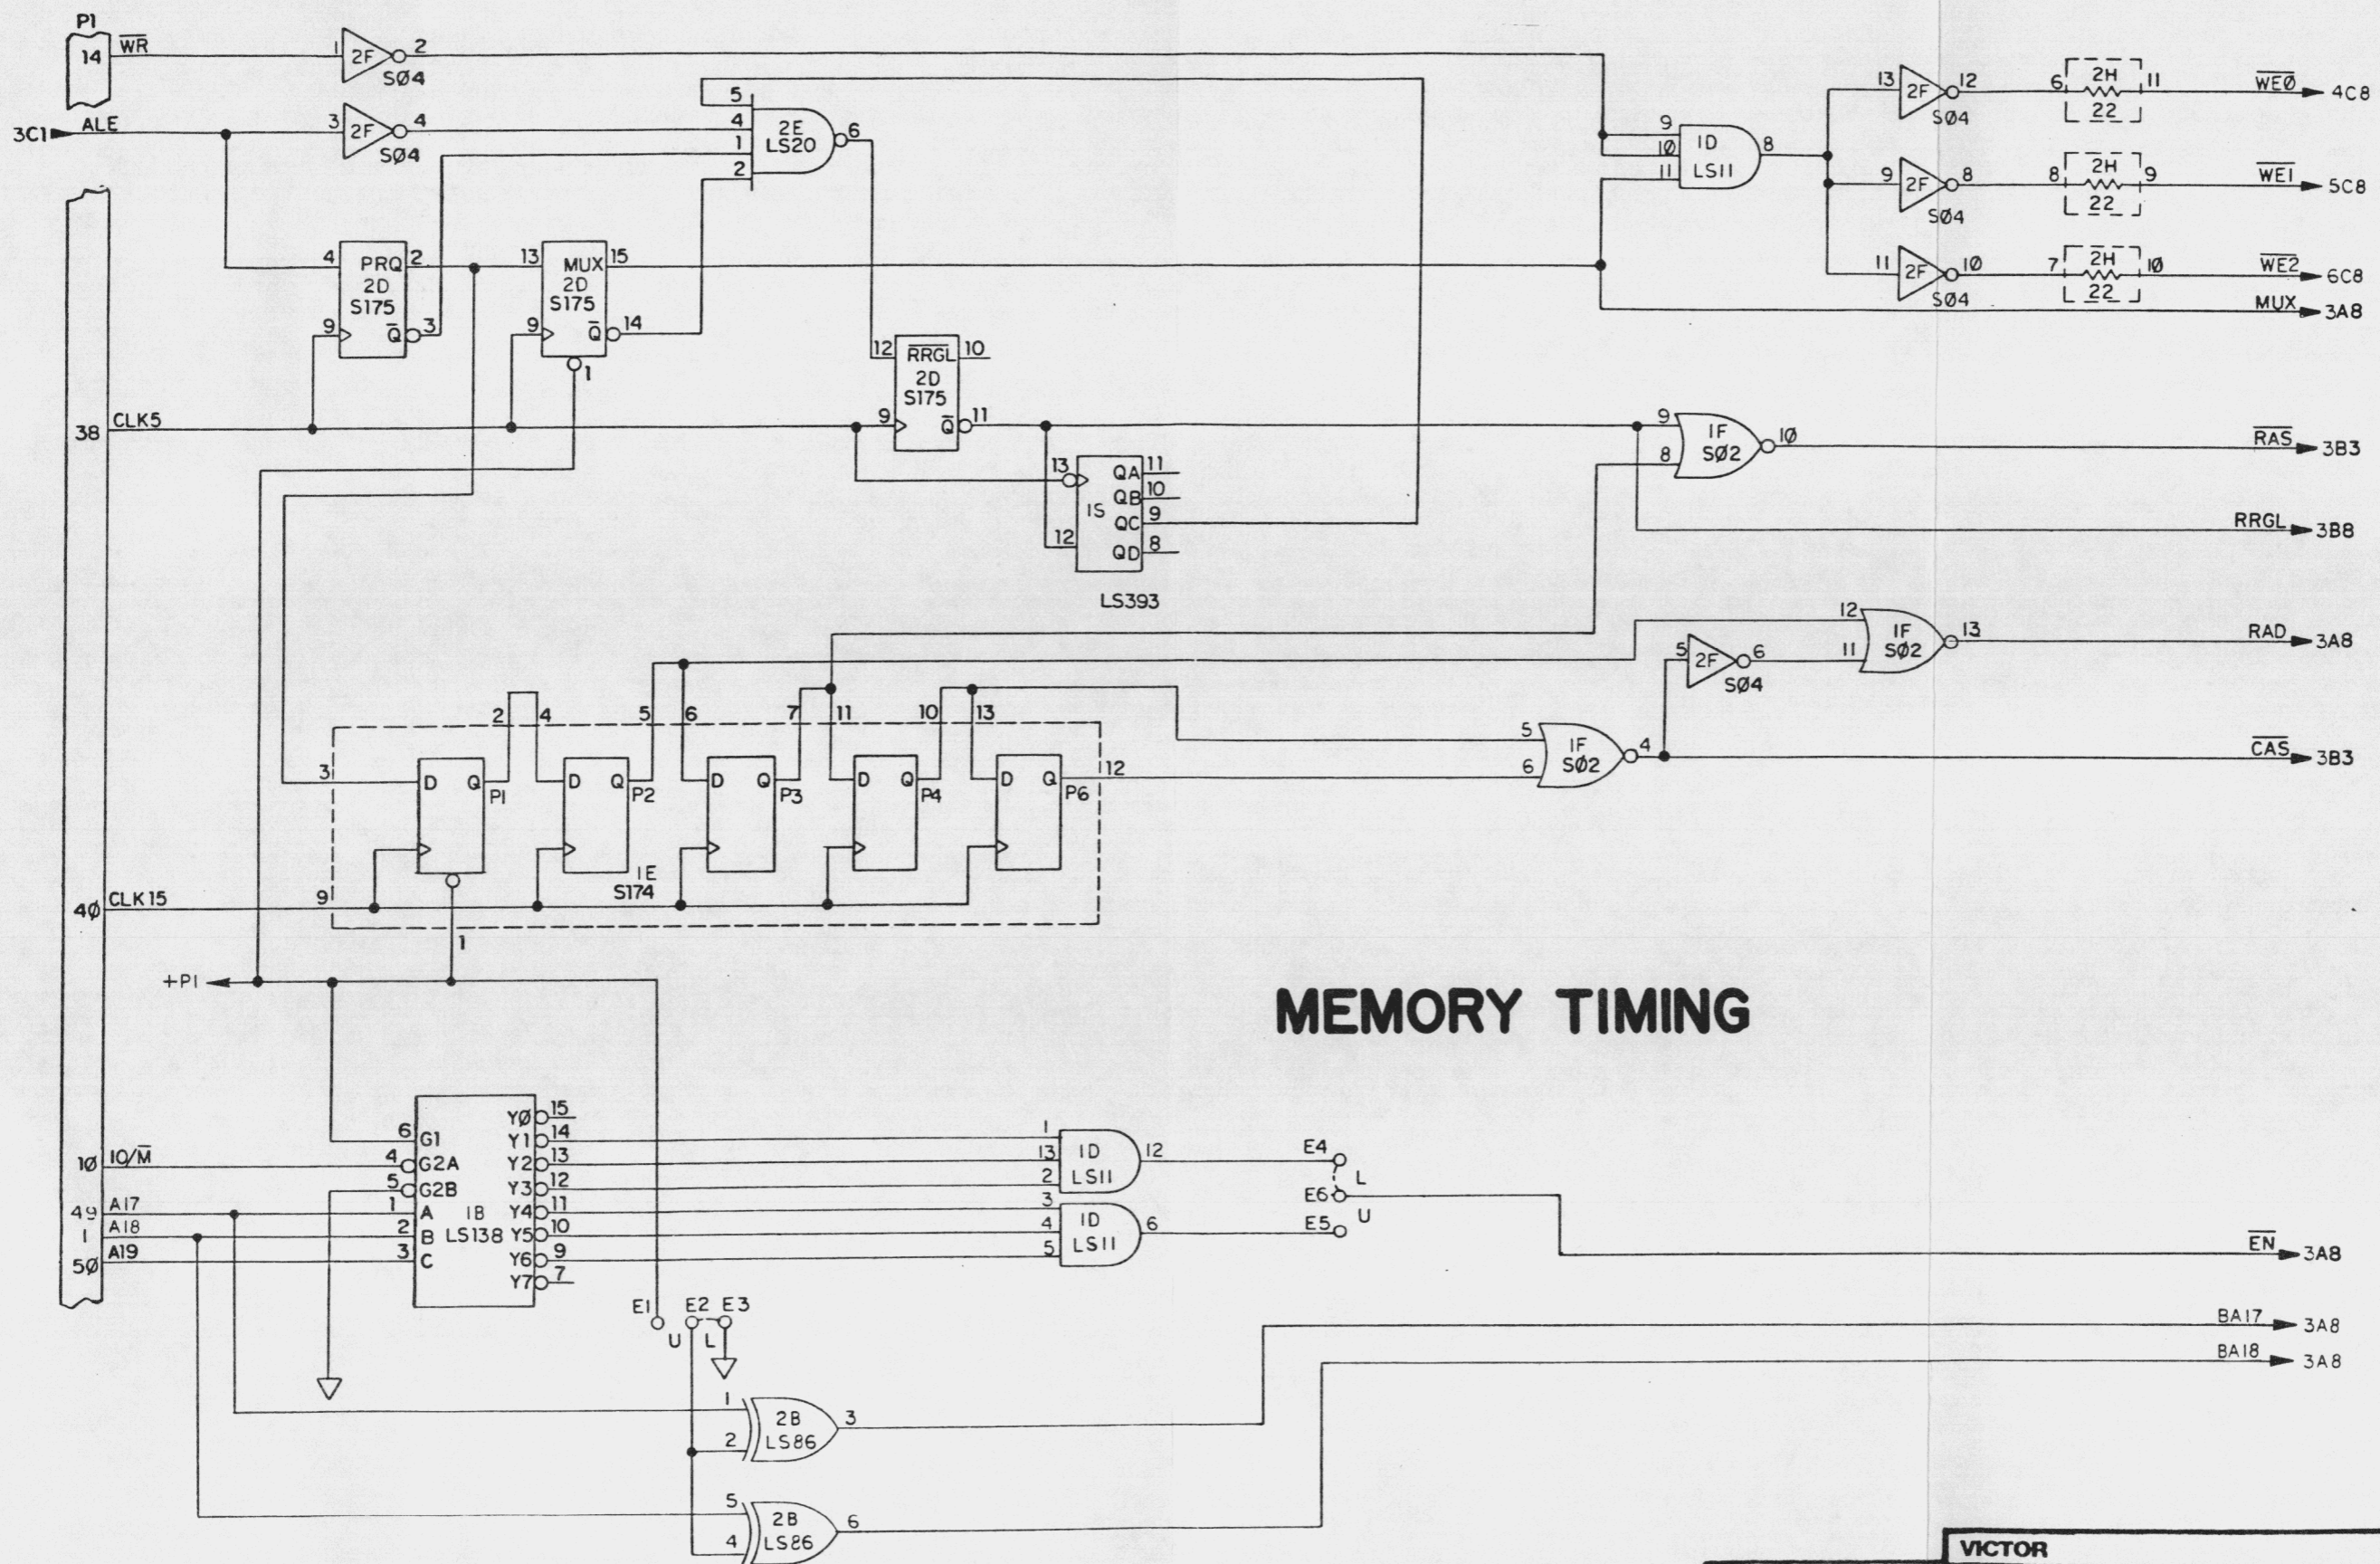 P1
14 W̅R̅ 1 2F 2 SØ4
3C1 ALE 3 2F 4 SØ4
5 4 1 2 2E LS20 6
9 10 11 1D LS11 8
13 2F 12 SØ4 6 2H 11 22 W̅E̅Ø̅ 4C8
9 2F 8 SØ4 8 2H 9 22 W̅E̅1̅ 5C8
11 2F 10 SØ4 7 2H 10 22 W̅E̅2̅ 6C8
MUX 3A8
4 PRQ 2 2D S175 9 Q̅ 3
13 MUX 15 2D S175 9 Q̅ 14 1
12 R̅R̅G̅L̅ 10 2D S175 9 Q̅ 11
38 CLK5
13 QA 11
QB 10
1S QC 9
12 QD 8
LS393
9 8 1F SØ2 10 R̅A̅S̅ 3B3
RRGL 3B8
12 11 1F SØ2 13 RAD 3A8
5 2F 6 SØ4
5 6 1F SØ2 4 C̅A̅S̅ 3B3
2 4 5 6 7 11 10 13
3 D Q P1 D Q P2 D Q P3 D Q P4 D Q P6 12
1E S174
4Ø CLK15 9
1
+P1
MEMORY TIMING
YØ 15
6 G1 Y1 14
1Ø IO/M̅ 4 G2A Y2 13
5 G2B Y3 12
49 A17 1 A 1B Y4 11
1 A18 2 B LS138 Y5 10
5Ø A19 3 C Y6 9
Y7 7
1 13 2 1D LS11 12
3 4 5 1D LS11 6
E4 L
E6 U
E5
E̅N̅ 3A8
E1 E2 E3
U L
BA17 3A8
BA18 3A8
1 2 2B LS86 3
5 4 2B LS86 6
VICTOR